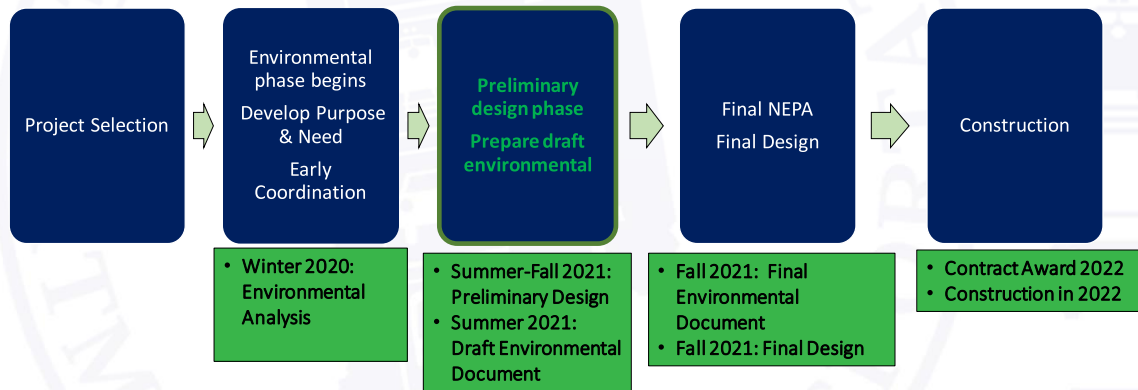 Project Selection
Environmental
phase begins
Develop Purpose
& Need
Early
Coordination
Preliminary
design phase
Prepare draft
environmental
Final NEPA
Final Design
Construction
• Winter 2020:
Environmental
Analysis
• Summer-Fall 2021:
Preliminary Design
• Summer 2021:
Draft Environmental
Document
• Fall 2021: Final
Environmental
Document
• Fall 2021: Final Design
• Contract Award 2022
• Construction in 2022